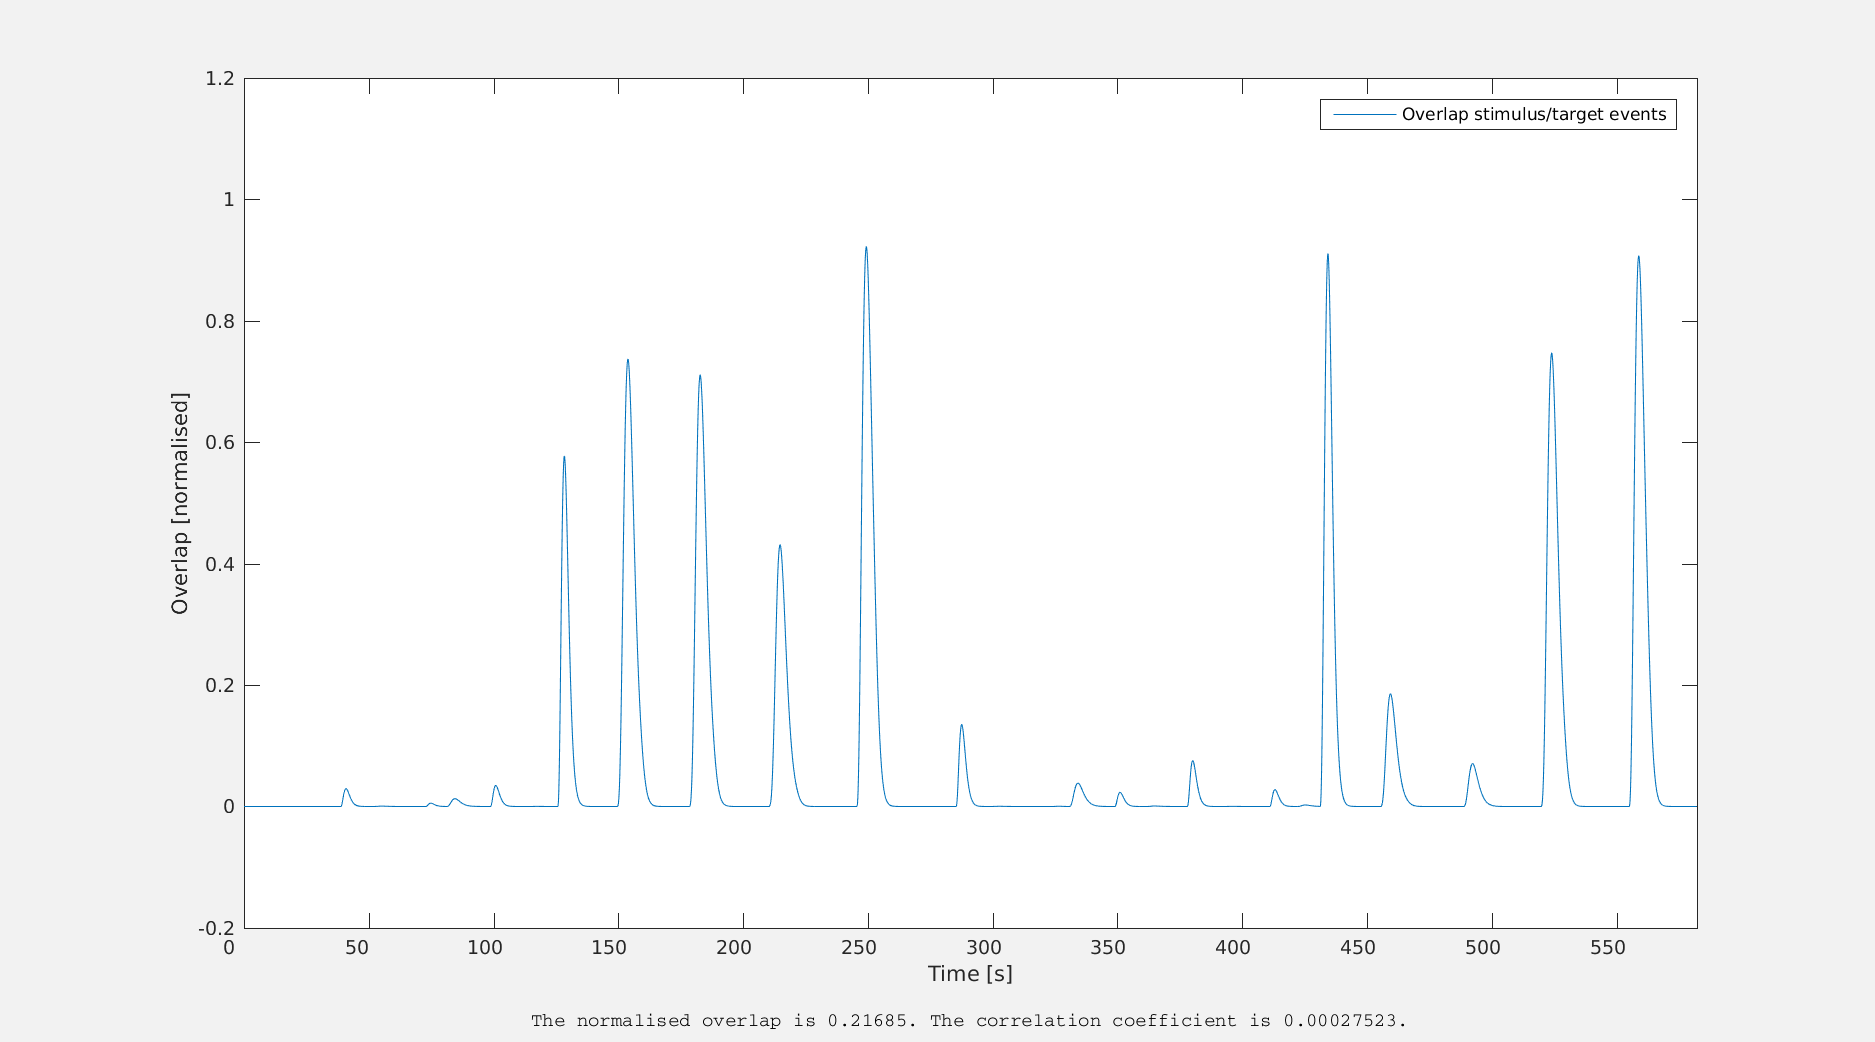 1.2
Overlap stimulus/target events
1
0.8
0.6
0.4
0.2
0
-0.2
Overlap [normalised]
0 50 100 150 200 250 300 350 400 450 500 550
Time [s]
The normalised overlap is 0.21685. The correlation coefficient is 0.00027523.